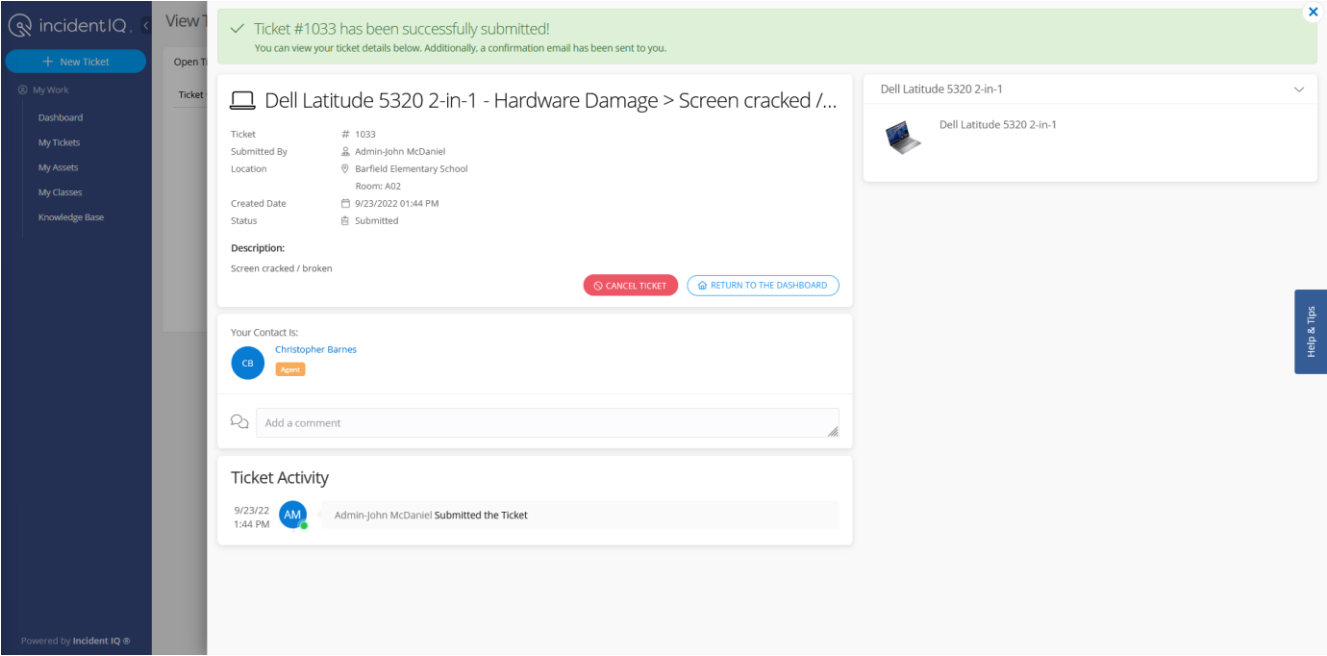 incidentIQ.
New Ticket
My Work
Dashboard
My Tickets
My Assets
My Classes
Knowledge Base
Powered by Incident IQ ®
View T
Open Ti
Ticket
Ticket #1033 has been successfully submitted!
You can view your ticket details below. Additionally, a confirmation email has been sent to you.
Dell Latitude 5320 2-in-1 - Hardware Damage > Screen cracked /...
Ticket # 1033
Submitted By Admin-John McDaniel
Location Barfield Elementary School
Room: A02
Created Date 9/23/2022 01:44 PM
Status Submitted
Description:
Screen cracked / broken
CANCEL TICKET RETURN TO THE DASHBOARD
Your Contact Is:
CB Christopher Barnes
Agent
Add a comment
Ticket Activity
9/23/22
1:44 PM
AM
Admin-John McDaniel Submitted the Ticket
Dell Latitude 5320 2-in-1
Dell Latitude 5320 2-in-1
Help & Tips